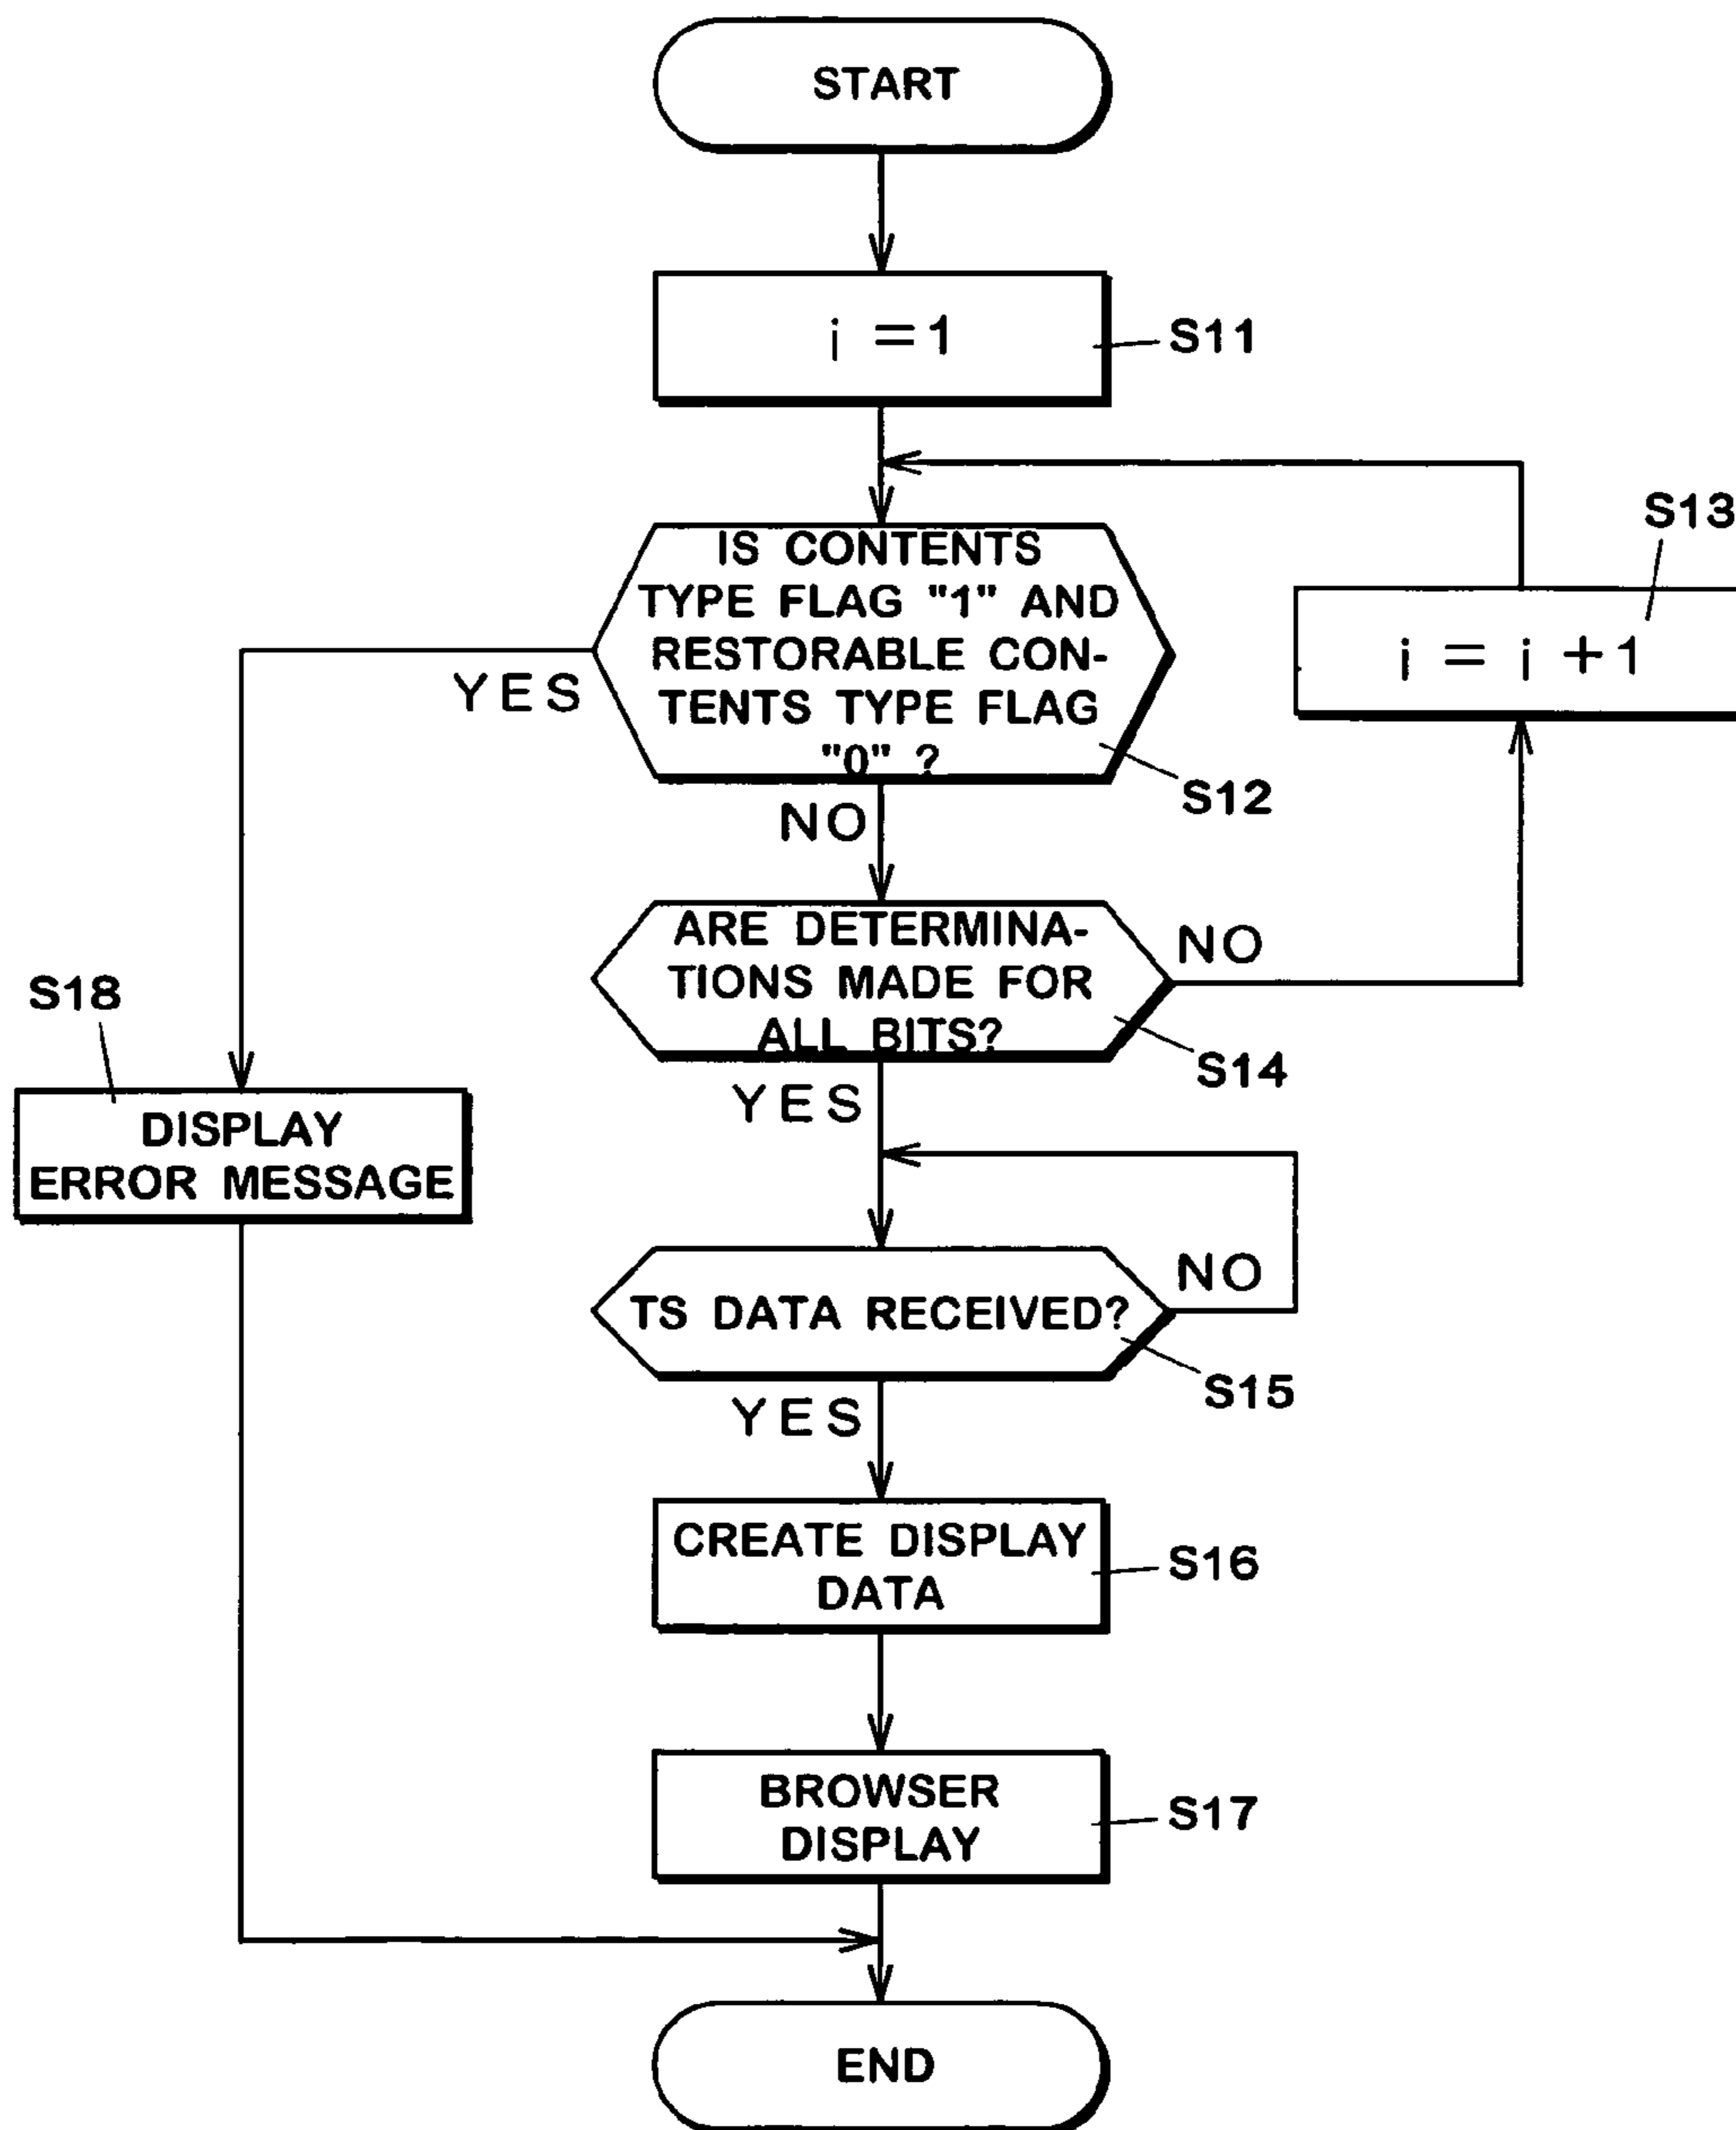 START
i = 1
S11
S13
IS CONTENTS
TYPE FLAG "1" AND
RESTORABLE CON-
TENTS TYPE FLAG
"0" ?
i = i + 1
YES
S12
NO
ARE DETERMINA-
TIONS MADE FOR
ALL BITS?
NO
S18
S14
YES
DISPLAY
ERROR MESSAGE
NO
TS DATA RECEIVED?
S15
YES
CREATE DISPLAY
DATA
S16
BROWSER
DISPLAY
S17
END